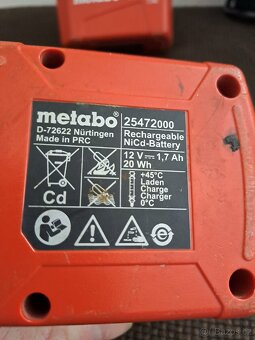 metabo
D-72622 Nürtingen
Made in PRC
25472000
Rechargeable
NiCd-Battery
12 V 1,7 Ah
20 Wh
+45°C
Laden
Charge
Charger
0°C
Cd